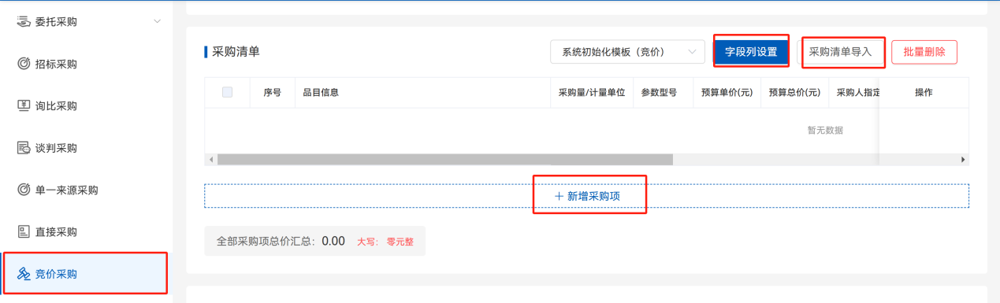 委托采购
招标采购
询比采购
谈判采购
单一来源采购
直接采购
竞价采购
采购清单
系统初始化模板（竞价）
字段列设置
采购清单导入
批量删除
序号 品目信息 采购量/计量单位 参数型号 预算单价(元) 预算总价(元) 采购人指定 操作
暂无数据
+ 新增采购项
全部采购项总价汇总： 0.00 大写： 零元整